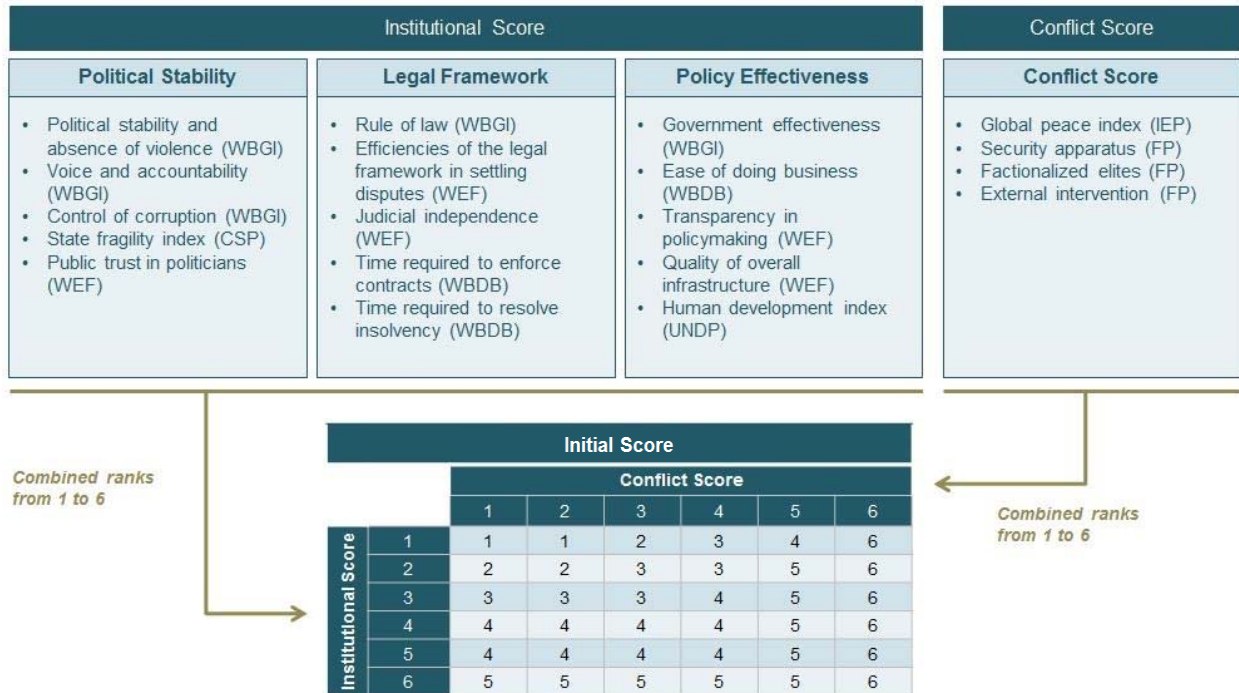 Institutional Score
Conflict Score
Political Stability
• Political stability and
absence of violence (WBGI)
• Voice and accountability
(WBGI)
• Control of corruption (WBGI)
• State fragility index (CSP)
• Public trust in politicians
(WEF)
Legal Framework
• Rule of law (WBGI)
• Efficiencies of the legal
framework in settling
disputes (WEF)
• Judicial independence
(WEF)
• Time required to enforce
contracts (WBDB)
• Time required to resolve
insolvency (WBDB)
Policy Effectiveness
• Government effectiveness
(WBGI)
• Ease of doing business
(WBDB)
• Transparency in
policymaking (WEF)
• Quality of overall
infrastructure (WEF)
• Human development index
(UNDP)
Conflict Score
• Global peace index (IEP)
• Security apparatus (FP)
• Factionalized elites (FP)
• External intervention (FP)
Combined ranks
from 1 to 6
Initial Score
Conflict Score
1 2 3 4 5 6
Institutional Score
1 1 1 2 3 4 6
2 2 2 3 3 5 6
3 3 3 3 4 5 6
4 4 4 4 4 5 6
5 4 4 4 4 5 6
6 5 5 5 5 5 6
Combined ranks
from 1 to 6